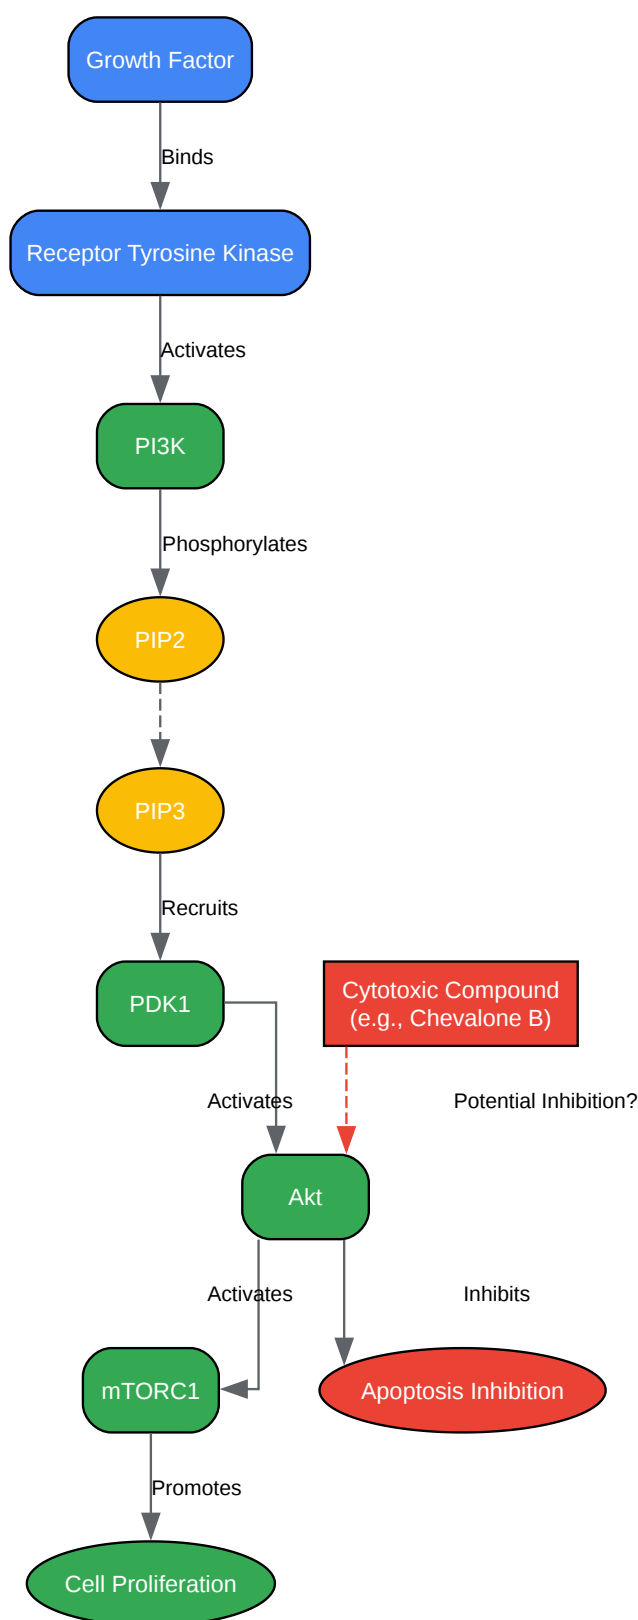 Growth Factor
Binds
Receptor Tyrosine Kinase
Activates
PI3K
Phosphorylates
PIP2
PIP3
Recruits
PDK1
Cytotoxic Compound
(e.g., Chevalone B)
Activates
Potential Inhibition?
Akt
Activates
Inhibits
mTORC1
Apoptosis Inhibition
Promotes
Cell Proliferation